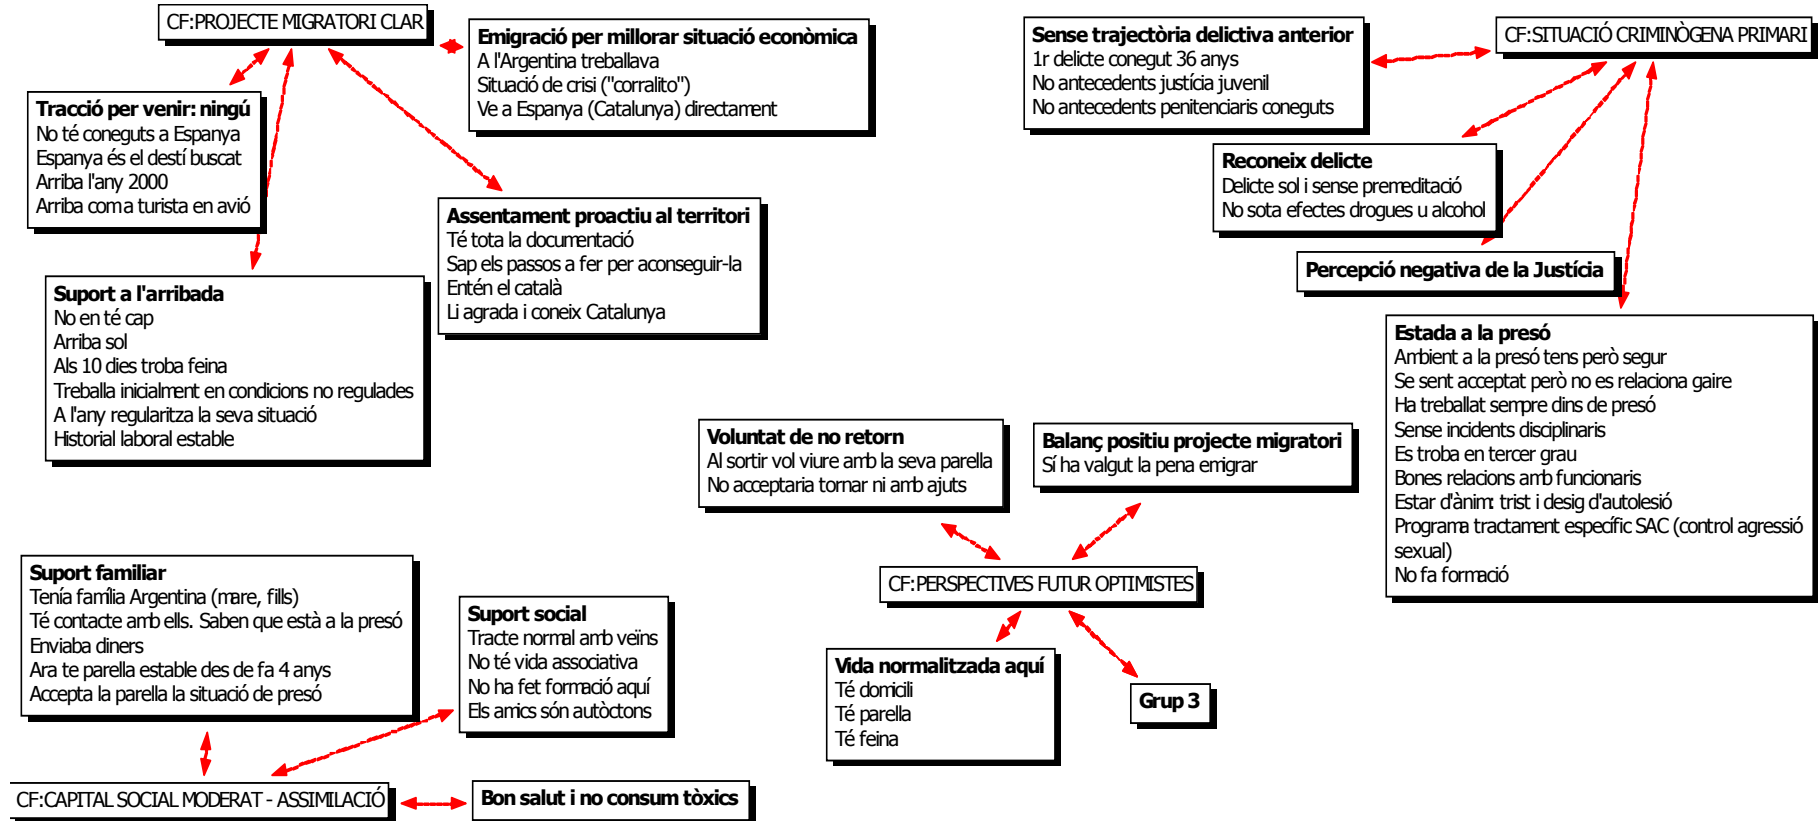 CF:PROJECTE MIGRATORI CLAR
Emigració per millorar situació econòmica
A l'Argentina treballava
Situació de crisi ("corralito")
Ve a Espanya (Catalunya) directament
Tracció per venir: ningú
No té coneguts a Espanya
Espanya és el destí buscat
Arriba l'any 2000
Arriba com a turista en avió
Assentament proactiu al territori
Té tota la documentació
Sap els passos a fer per aconseguir-la
Entén el català
Li agrada i coneix Catalunya
Suport a l'arribada
No en té cap
Arriba sol
Als 10 dies troba feina
Treballa inicialment en condicions no regulades
A l'any regularitza la seva situació
Historial laboral estable
CF:SITUACIÓ CRIMINÒGENA PRIMARI
Sense trajectòria delictiva anterior
1r delicte conegut 36 anys
No antecedents justícia juvenil
No antecedents penitenciaris coneguts
Reconeix delicte
Delicte sol i sense premeditació
No sota efectes drogues u alcohol
Percepció negativa de la Justícia
Estada a la presó
Ambient a la presó tens però segur
Se sent acceptat però no es relaciona gaire
Ha treballat sempre dins de presó
Sense incidents disciplinaris
Es troba en tercer grau
Bones relacions amb funcionaris
Estar d'ànim: trist i desig d'autolesió
Programa tractament específic SAC (control agressió
sexual)
No fa formació
Voluntat de no retorn
Al sortir vol viure amb la seva parella
No acceptaria tornar ni amb ajuts
Balanç positiu projecte migratori
Sí ha valgut la pena emigrar
CF:PERSPECTIVES FUTUR OPTIMISTES
Vida normalitzada aquí
Té domicili
Té parella
Té feina
Grup 3
Suport familiar
Tenía família Argentina (mare, fills)
Té contacte amb ells. Saben que està a la presó
Enviaba diners
Ara te parella estable des de fa 4 anys
Accepta la parella la situació de presó
Suport social
Tracte normal amb veïns
No té vida associativa
No ha fet formació aquí
Els amics són autòctons
CF:CAPITAL SOCIAL MODERAT - ASSIMILACIÓ
Bon salut i no consum tòxics